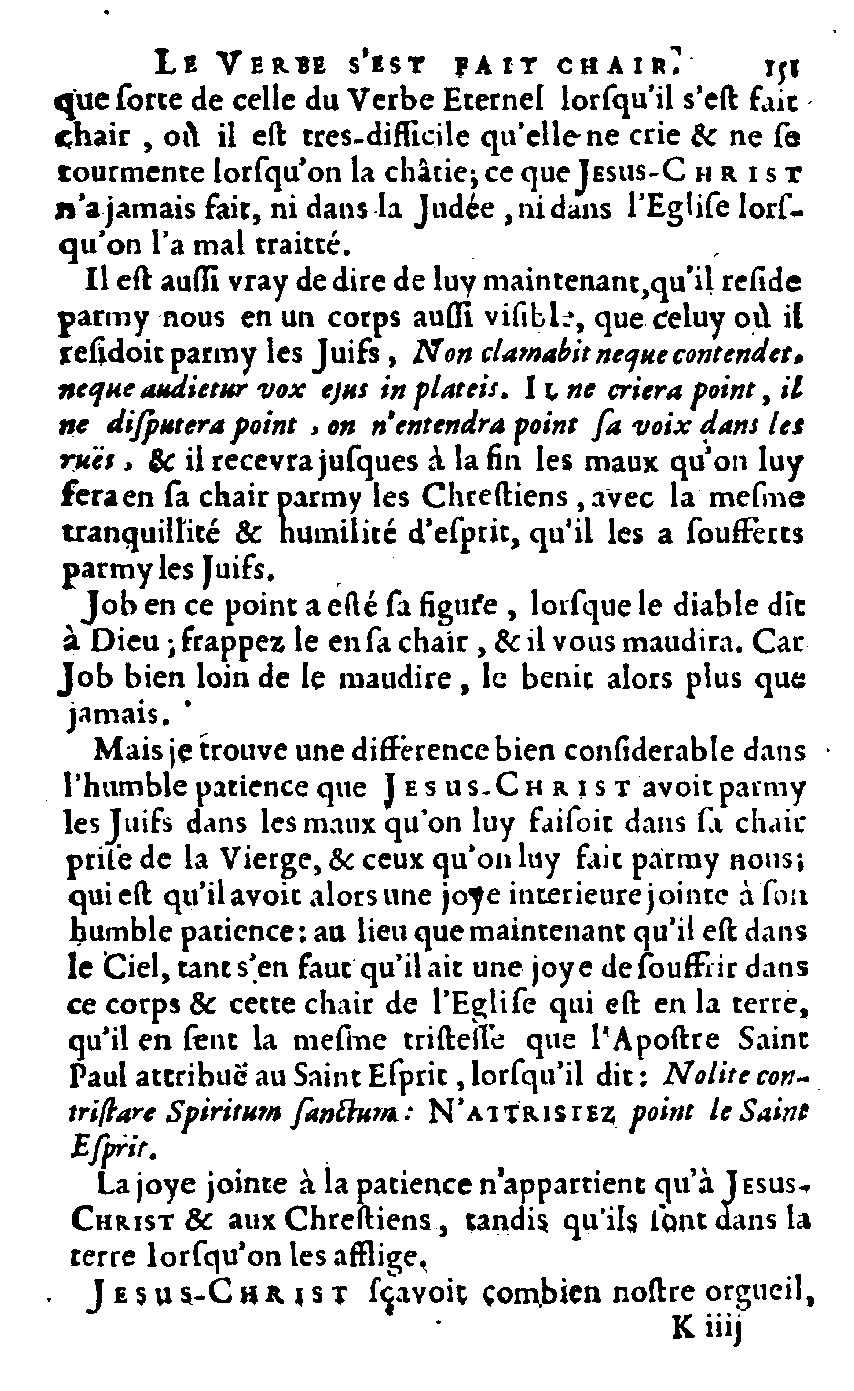 LE VERBE S'EST FAIT CHAIR. 151
que ſorte de celle du Verbe Eternel lorſqu'il s'eſt fait
chair, où il eſt tres-difficile qu'elle ne crie & ne ſe
tourmente lorſqu'on la châtie; ce que JESUS-CHRIST
n'a jamais fait, ni dans la Judée, ni dans l'Egliſe lorſ-
qu'on l'a mal traitté.
Il eſt auſſi vray de dire de luy maintenant, qu'il reſide
parmy nous en un corps auſſi viſible, que celuy où il
reſidoit parmy les Juifs, Non clamabit neque contendet.
neque audietur vox ejus in plateis. IL ne criera point, il
ne diſputera point, on n'entendra point ſa voix dans les
ruës, & il recevra juſques à la fin les maux qu'on luy
fera en ſa chair parmy les Chreſtiens, avec la meſme
tranquillité & humilité d'eſprit, qu'il les a ſoufferts
parmy les Juifs.
Job en ce point a eſté ſa figure, lorſque le diable dit
à Dieu; frappez le en ſa chair, & il vous maudira. Car
Job bien loin de le maudire, le benit alors plus que
jamais.
Mais je trouve une difference bien conſiderable dans
l'humble patience que JESUS-CHRIST avoit parmy
les Juifs dans les maux qu'on luy faiſoit dans ſa chair
priſe de la Vierge, & ceux qu'on luy fait parmy nous;
qui eſt qu'il avoit alors une joye interieure jointe à ſon
humble patience: au lieu que maintenant qu'il eſt dans
le Ciel, tant s'en faut qu'il ait une joye de ſouffrir dans
ce corps & cette chair de l'Egliſe qui eſt en la terre,
qu'il en ſent la meſme triſteſſe que l'Apoſtre Saint
Paul attribuë au Saint Eſprit, lorſqu'il dit: Nolite con-
triſtare Spiritum ſanctum: N'ATTRISTEZ point le Saint
Eſprit.
La joye jointe à la patience n'appartient qu'à JESUS-
CHRIST & aux Chreſtiens, tandis qu'ils ſont dans la
terre lorſqu'on les afflige.
JESUS-CHRIST ſçavoit combien noſtre orgueil,
K iiij